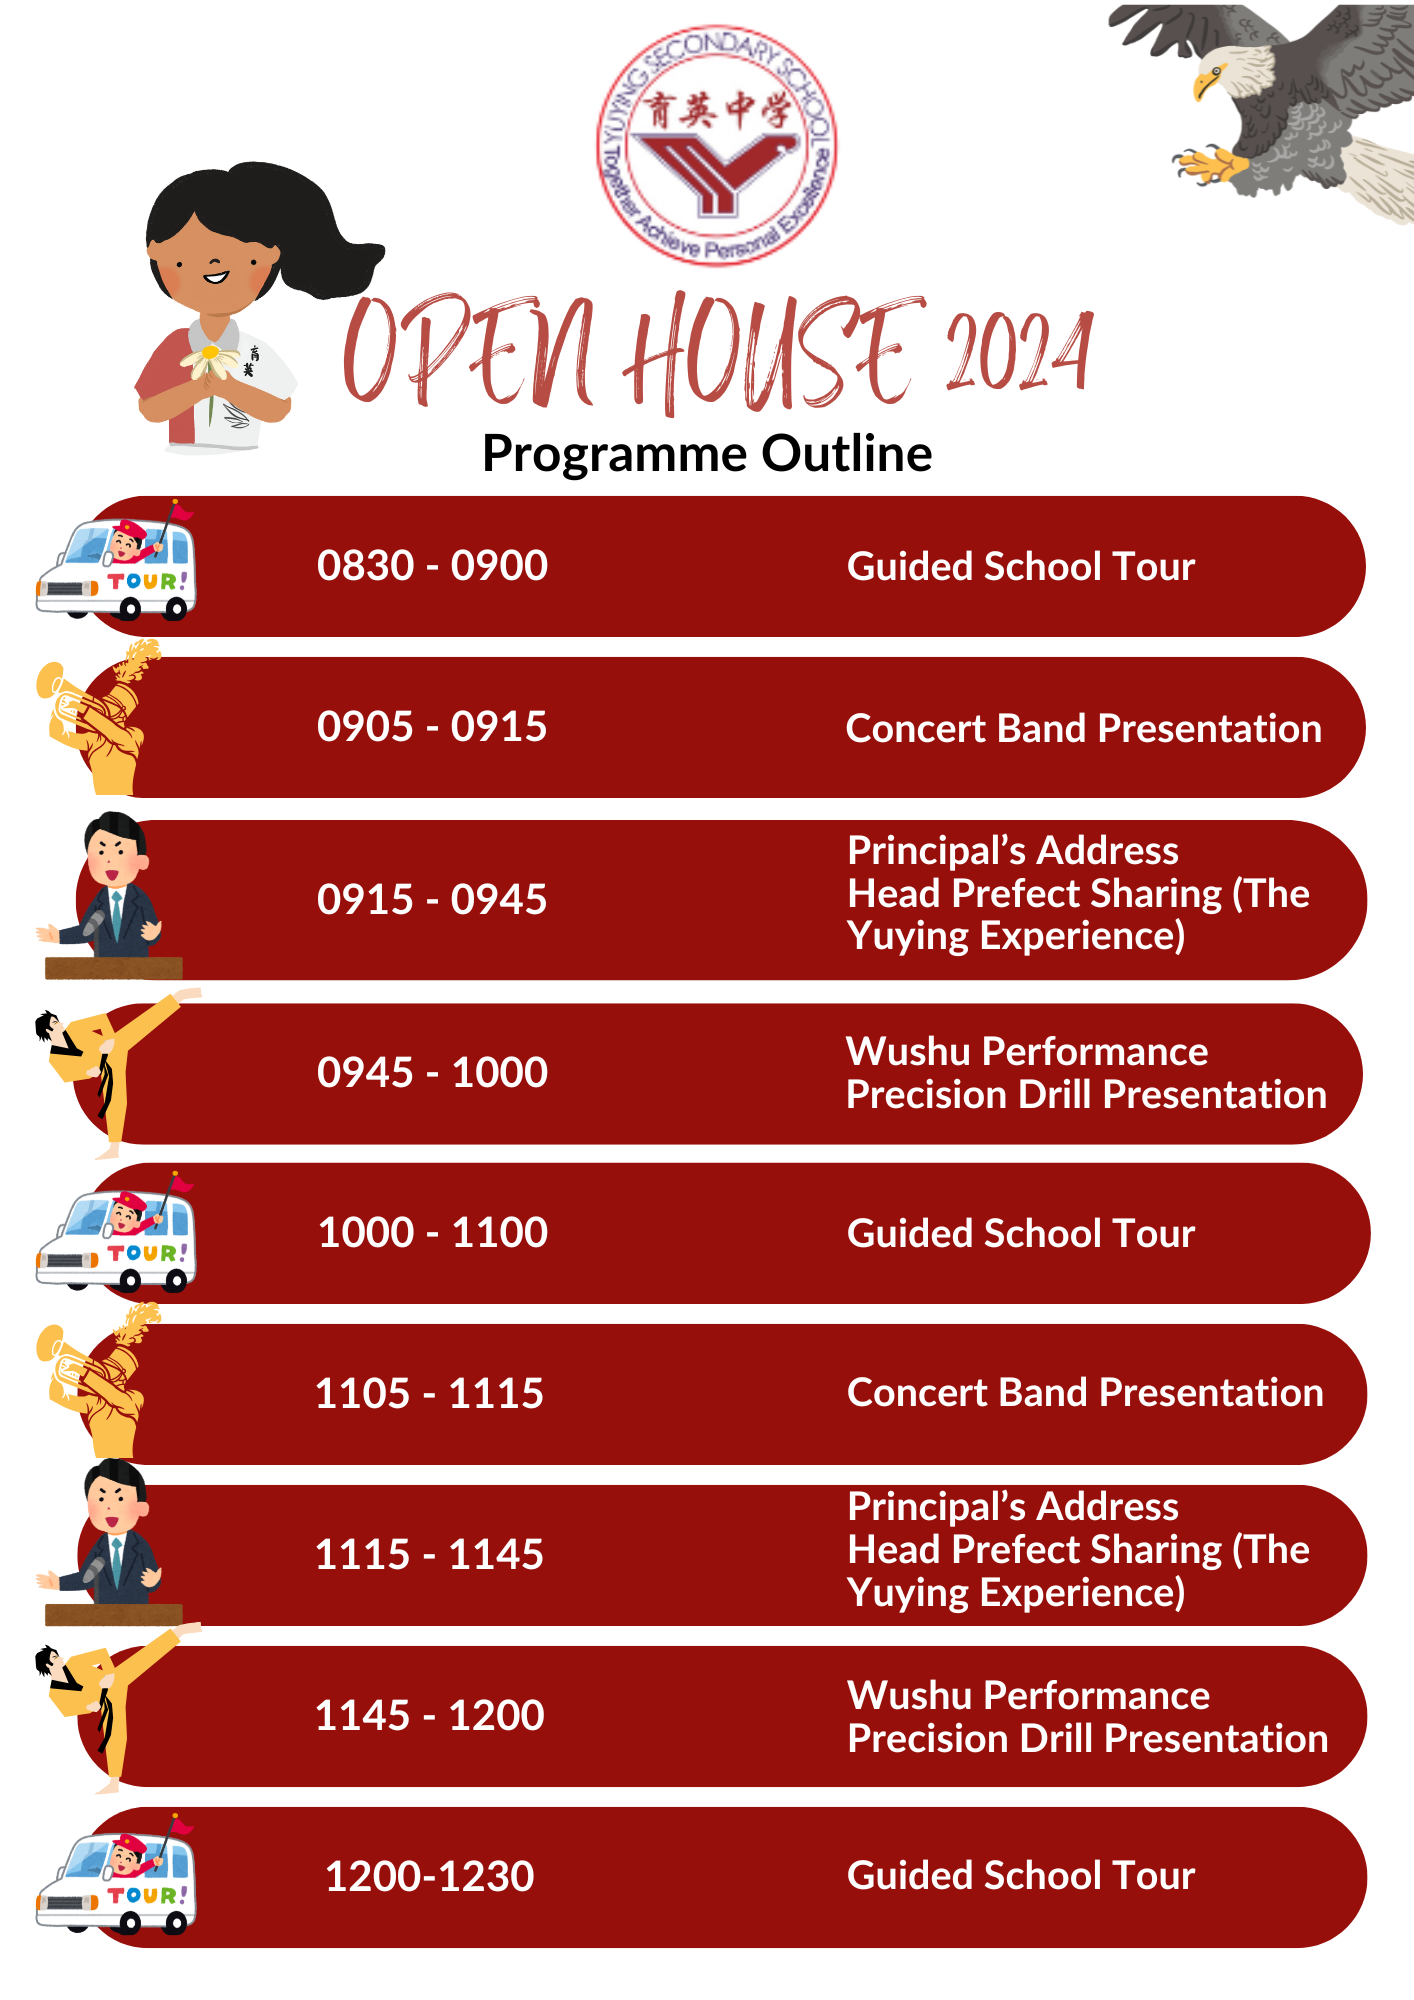 YUYING SECONDARY SCHOOL
育英中学
Together Achieve Personal Excellence
育英
OPEN HOUSE 2024
Programme Outline
TOUR!
0830 - 0900
Guided School Tour
0905 - 0915
Concert Band Presentation
0915 - 0945
Principal’s Address
Head Prefect Sharing (The
Yuying Experience)
0945 - 1000
Wushu Performance
Precision Drill Presentation
TOUR!
1000 - 1100
Guided School Tour
1105 - 1115
Concert Band Presentation
1115 - 1145
Principal’s Address
Head Prefect Sharing (The
Yuying Experience)
1145 - 1200
Wushu Performance
Precision Drill Presentation
TOUR!
1200-1230
Guided School Tour